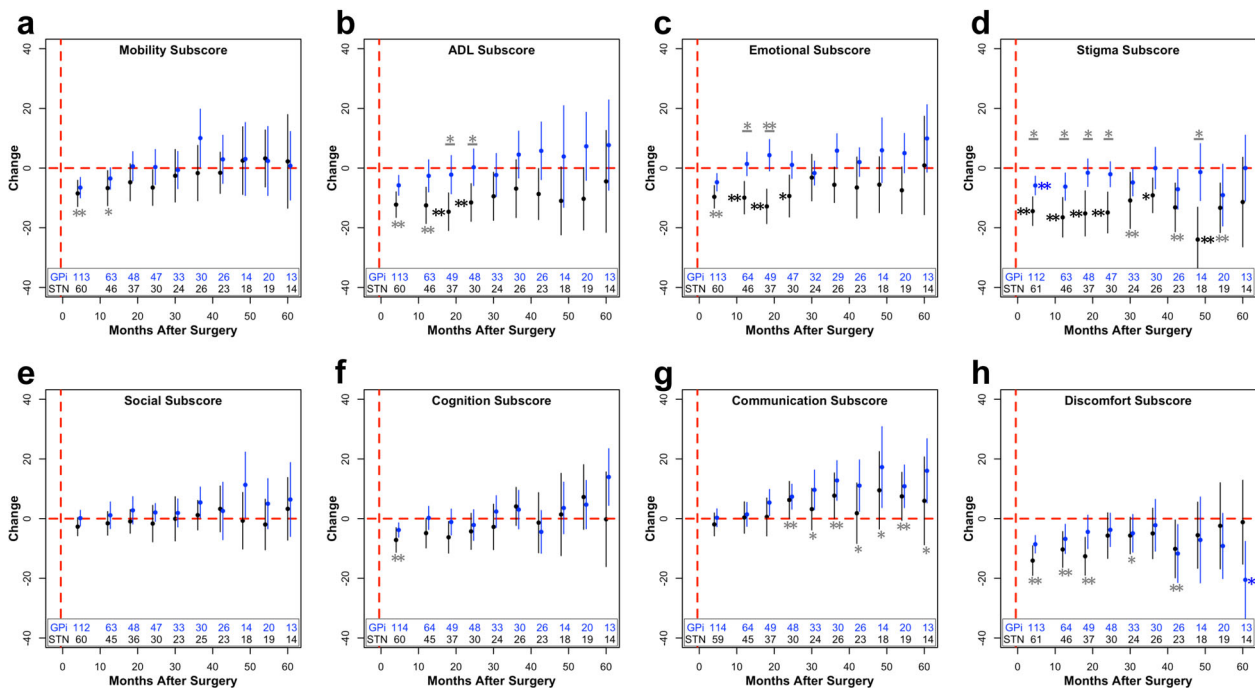 a
Mobility Subscore
Change
40
20
0
-20
-40
**
*
GPi 113 63 48 47 33 30 26 14 20 13
STN 60 46 37 30 24 26 23 18 19 14
0 10 20 30 40 50 60
Months After Surgery
b
ADL Subscore
Change
40
20
0
-20
-40
* *
** **
** **
GPi 113 63 49 48 33 30 26 14 20 13
STN 60 46 37 30 24 26 23 18 19 14
0 10 20 30 40 50 60
Months After Surgery
c
Emotional Subscore
Change
40
20
0
-20
-40
* **
** ** *
**
GPi 113 64 49 47 32 29 26 14 20 13
STN 60 46 37 30 24 26 23 18 19 14
0 10 20 30 40 50 60
Months After Surgery
d
Stigma Subscore
Change
40
20
0
-20
-40
* * * * *
**
** ** ** ** *
** ** ** **
GPi 112 63 48 47 33 30 26 14 20 13
STN 61 46 37 30 24 26 23 18 19 14
0 10 20 30 40 50 60
Months After Surgery
e
Social Subscore
Change
40
20
0
-20
-40
GPi 112 63 48 47 33 30 26 14 20 13
STN 60 45 36 30 23 25 23 18 19 14
0 10 20 30 40 50 60
Months After Surgery
f
Cognition Subscore
Change
40
20
0
-20
-40
**
GPi 114 64 49 48 33 30 26 14 20 13
STN 60 45 37 30 24 26 23 18 19 14
0 10 20 30 40 50 60
Months After Surgery
g
Communication Subscore
Change
40
20
0
-20
-40
** * ** * * ** *
GPi 114 64 49 48 33 30 26 14 20 13
STN 59 45 37 30 24 26 23 18 19 14
0 10 20 30 40 50 60
Months After Surgery
h
Discomfort Subscore
Change
40
20
0
-20
-40
** ** ** * **
*
GPi 113 64 49 48 33 30 26 14 20 13
STN 61 46 37 30 24 26 23 18 19 14
0 10 20 30 40 50 60
Months After Surgery